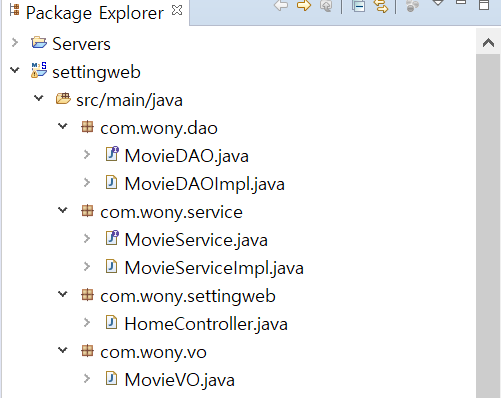 Package Explorer
Servers
settingweb
src/main/java
com.wony.dao
MovieDAO.java
MovieDAOImpl.java
com.wony.service
MovieService.java
MovieServiceImpl.java
com.wony.settingweb
HomeController.java
com.wony.vo
MovieVO.java